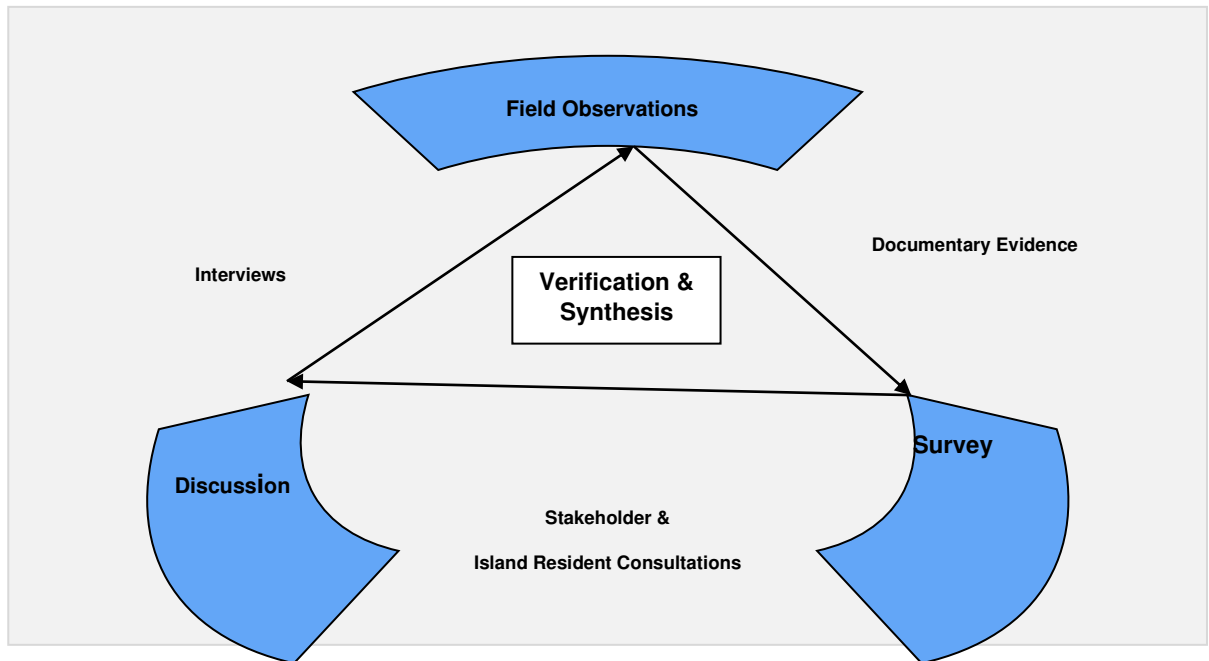 Field Observations
Documentary Evidence
Interviews
Verification &
Synthesis
Survey
Discussion
Stakeholder &
Island Resident Consultations